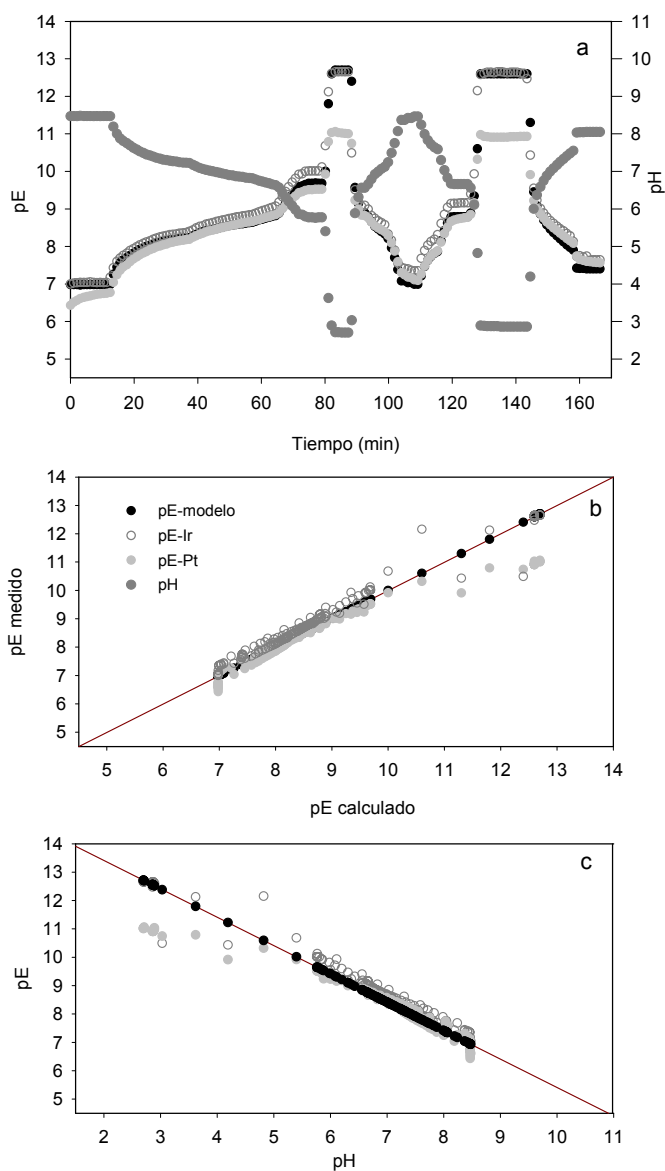 a
14
13
12
11
10
9
8
7
6
5
pE
11
10
9
8
7
6
5
4
3
2
pH
0 20 40 60 80 100 120 140 160
Tiempo (min)
b
14
13
12
11
10
9
8
7
6
5
pE medido
pE-modelo
pE-Ir
pE-Pt
pH
5 6 7 8 9 10 11 12 13 14
pE calculado
c
14
13
12
11
10
9
8
7
6
5
pE
2 3 4 5 6 7 8 9 10 11
pH